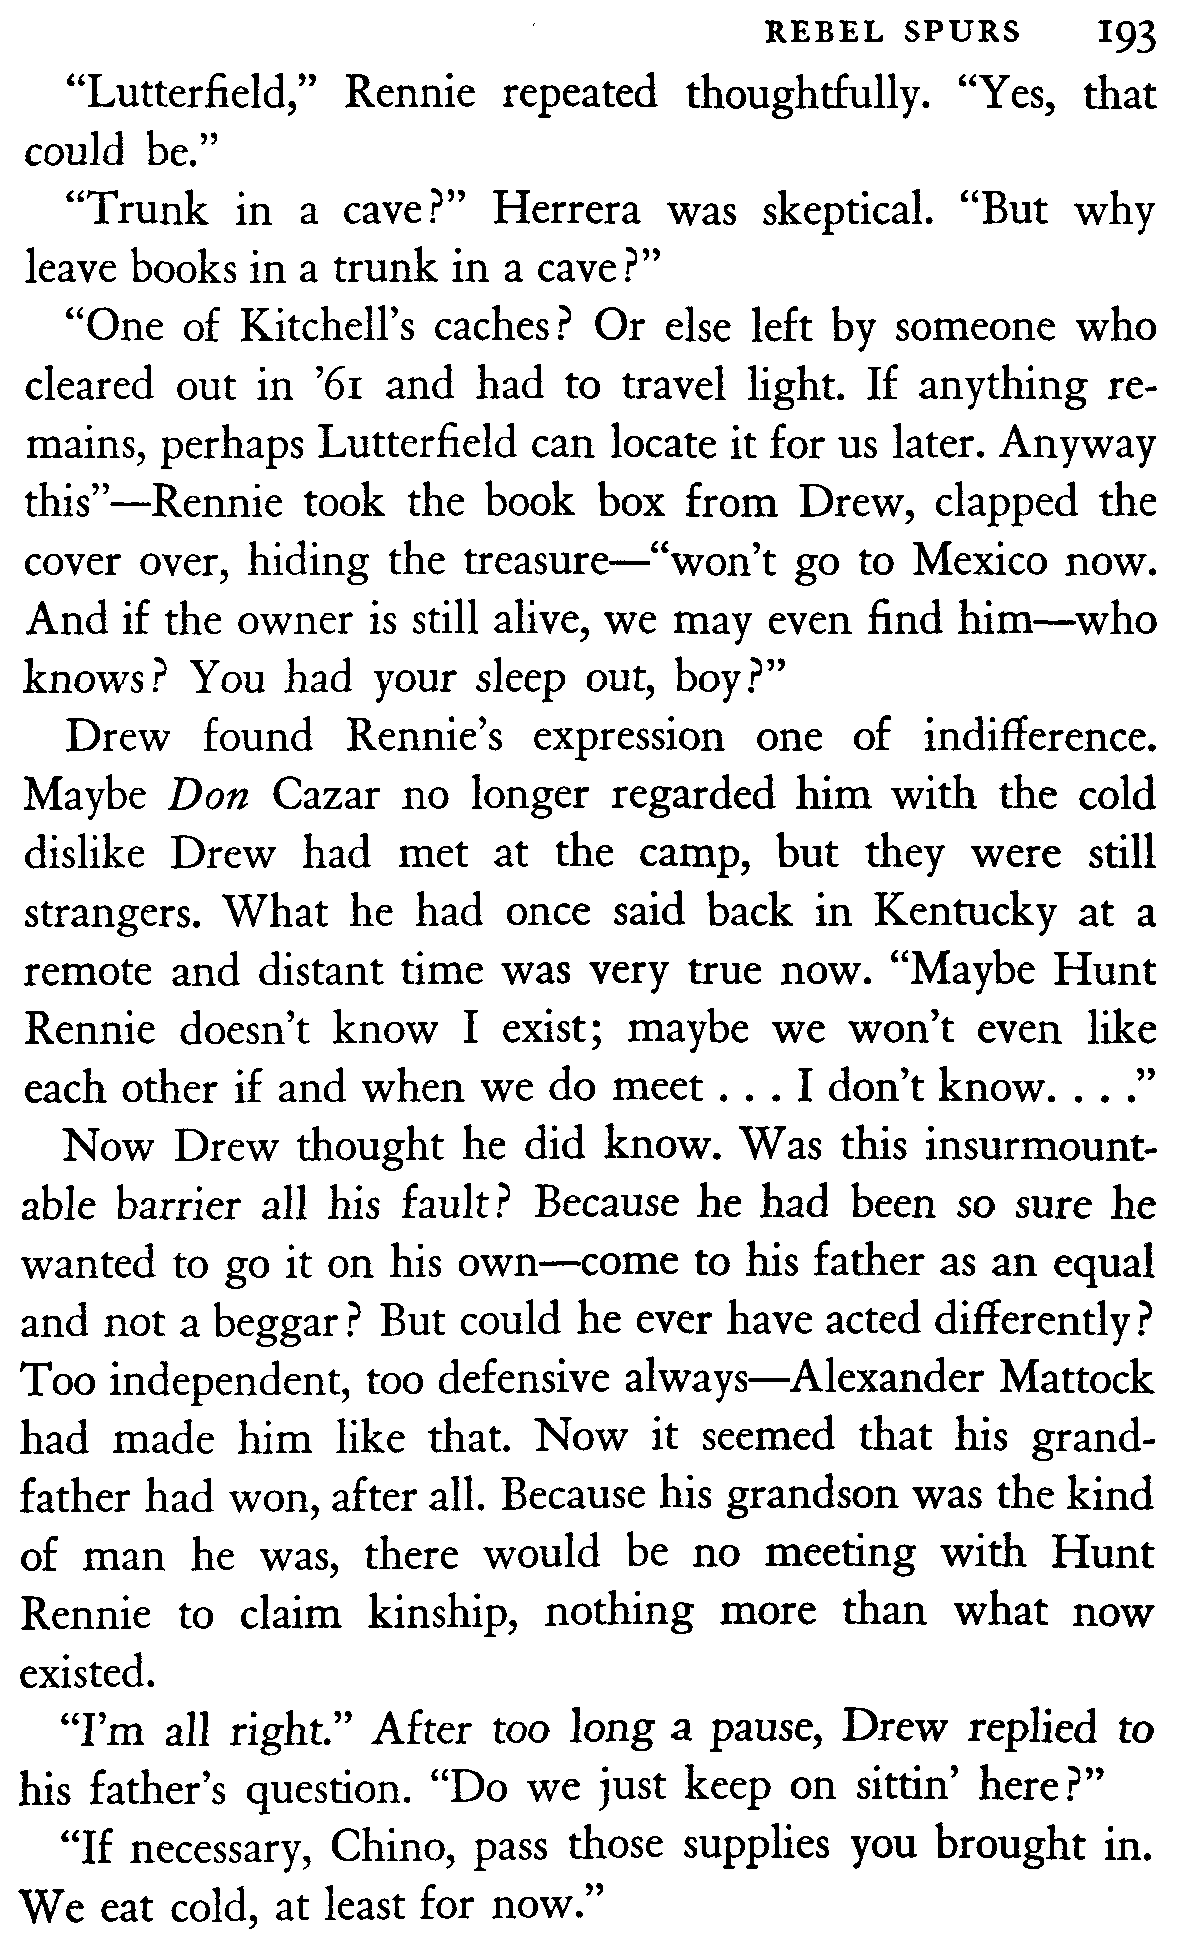 REBEL SPURS 193
“Lutterfield,” Rennie repeated thoughtfully. “Yes, that
could be.”
“Trunk in a cave?” Herrera was skeptical. “But why
leave books in a trunk in a cave?”
“One of Kitchell’s caches? Or else left by someone who
cleared out in ’61 and had to travel light. If anything re-
mains, perhaps Lutterfield can locate it for us later. Anyway
this”—Rennie took the book box from Drew, clapped the
cover over, hiding the treasure—“won’t go to Mexico now.
And if the owner is still alive, we may even find him—who
knows? You had your sleep out, boy?”
Drew found Rennie’s expression one of indifference.
Maybe Don Cazar no longer regarded him with the cold
dislike Drew had met at the camp, but they were still
strangers. What he had once said back in Kentucky at a
remote and distant time was very true now. “Maybe Hunt
Rennie doesn’t know I exist; maybe we won’t even like
each other if and when we do meet . . . I don’t know. . . .”
Now Drew thought he did know. Was this insurmount-
able barrier all his fault? Because he had been so sure he
wanted to go it on his own—come to his father as an equal
and not a beggar? But could he ever have acted differently?
Too independent, too defensive always—Alexander Mattock
had made him like that. Now it seemed that his grand-
father had won, after all. Because his grandson was the kind
of man he was, there would be no meeting with Hunt
Rennie to claim kinship, nothing more than what now
existed.
“I’m all right.” After too long a pause, Drew replied to
his father’s question. “Do we just keep on sittin’ here?”
“If necessary, Chino, pass those supplies you brought in.
We eat cold, at least for now.”